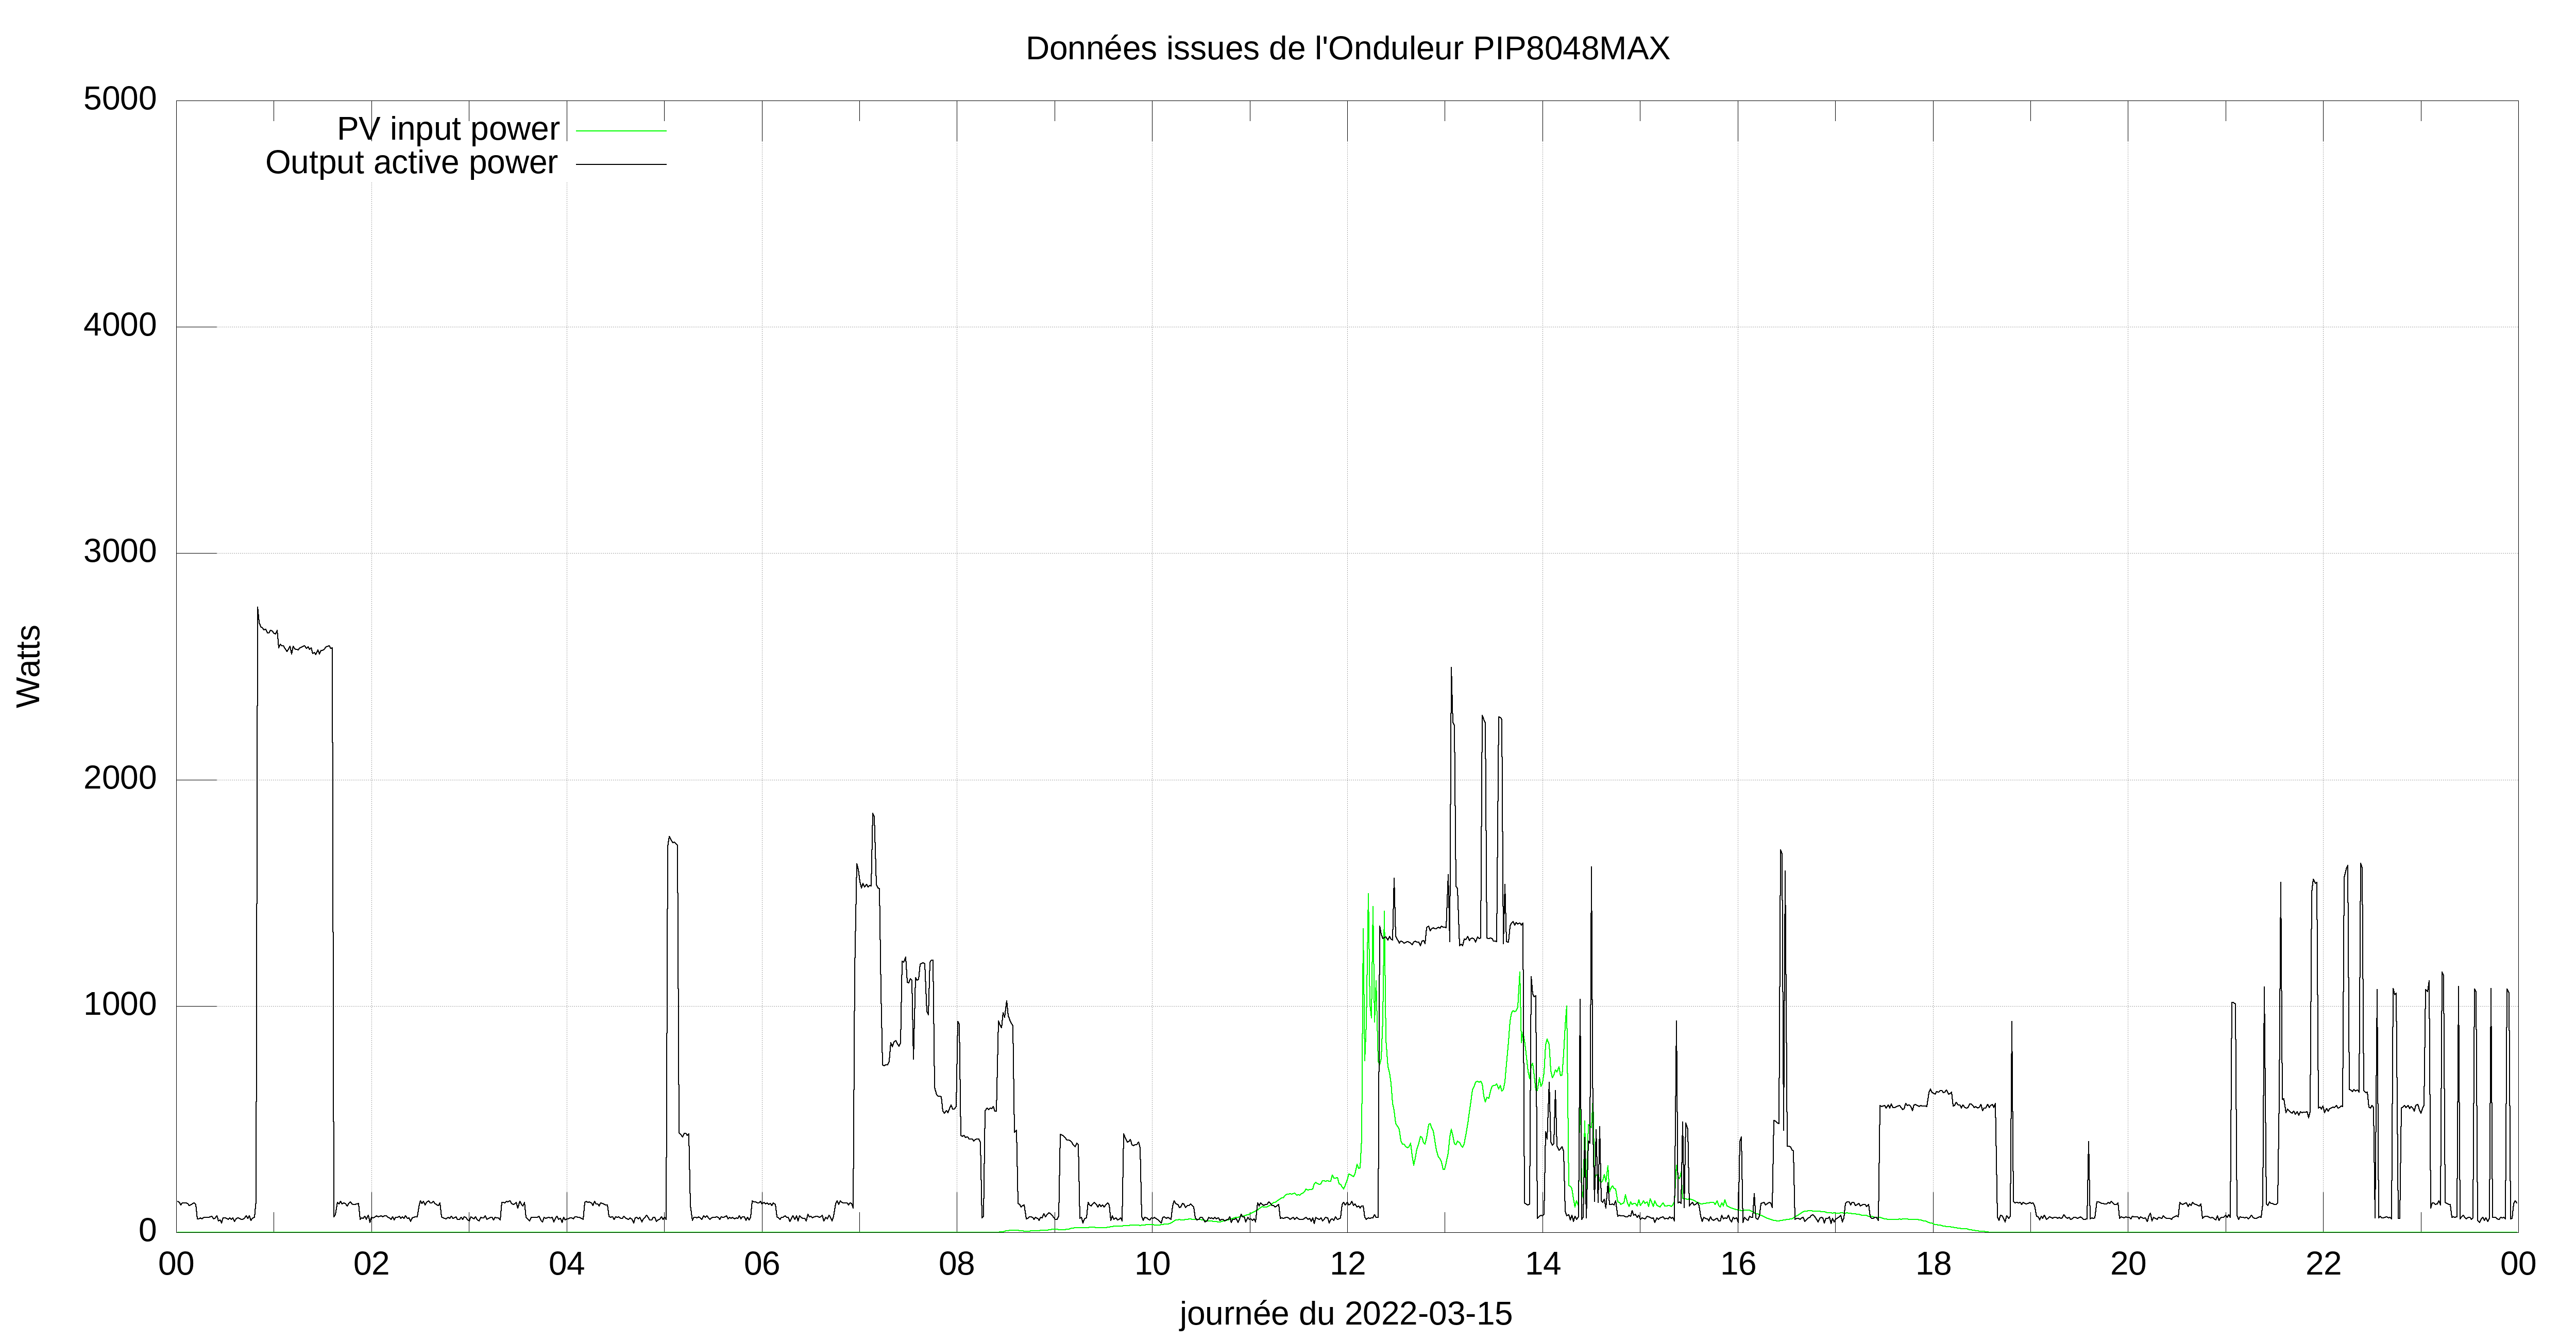 Données issues de l'Onduleur PIP8048MAX
5000
PV input power
Output active power
4000
3000
Watts
2000
1000
0
00 02 04 06 08 10 12 14 16 18 20 22 00
journée du 2022-03-15